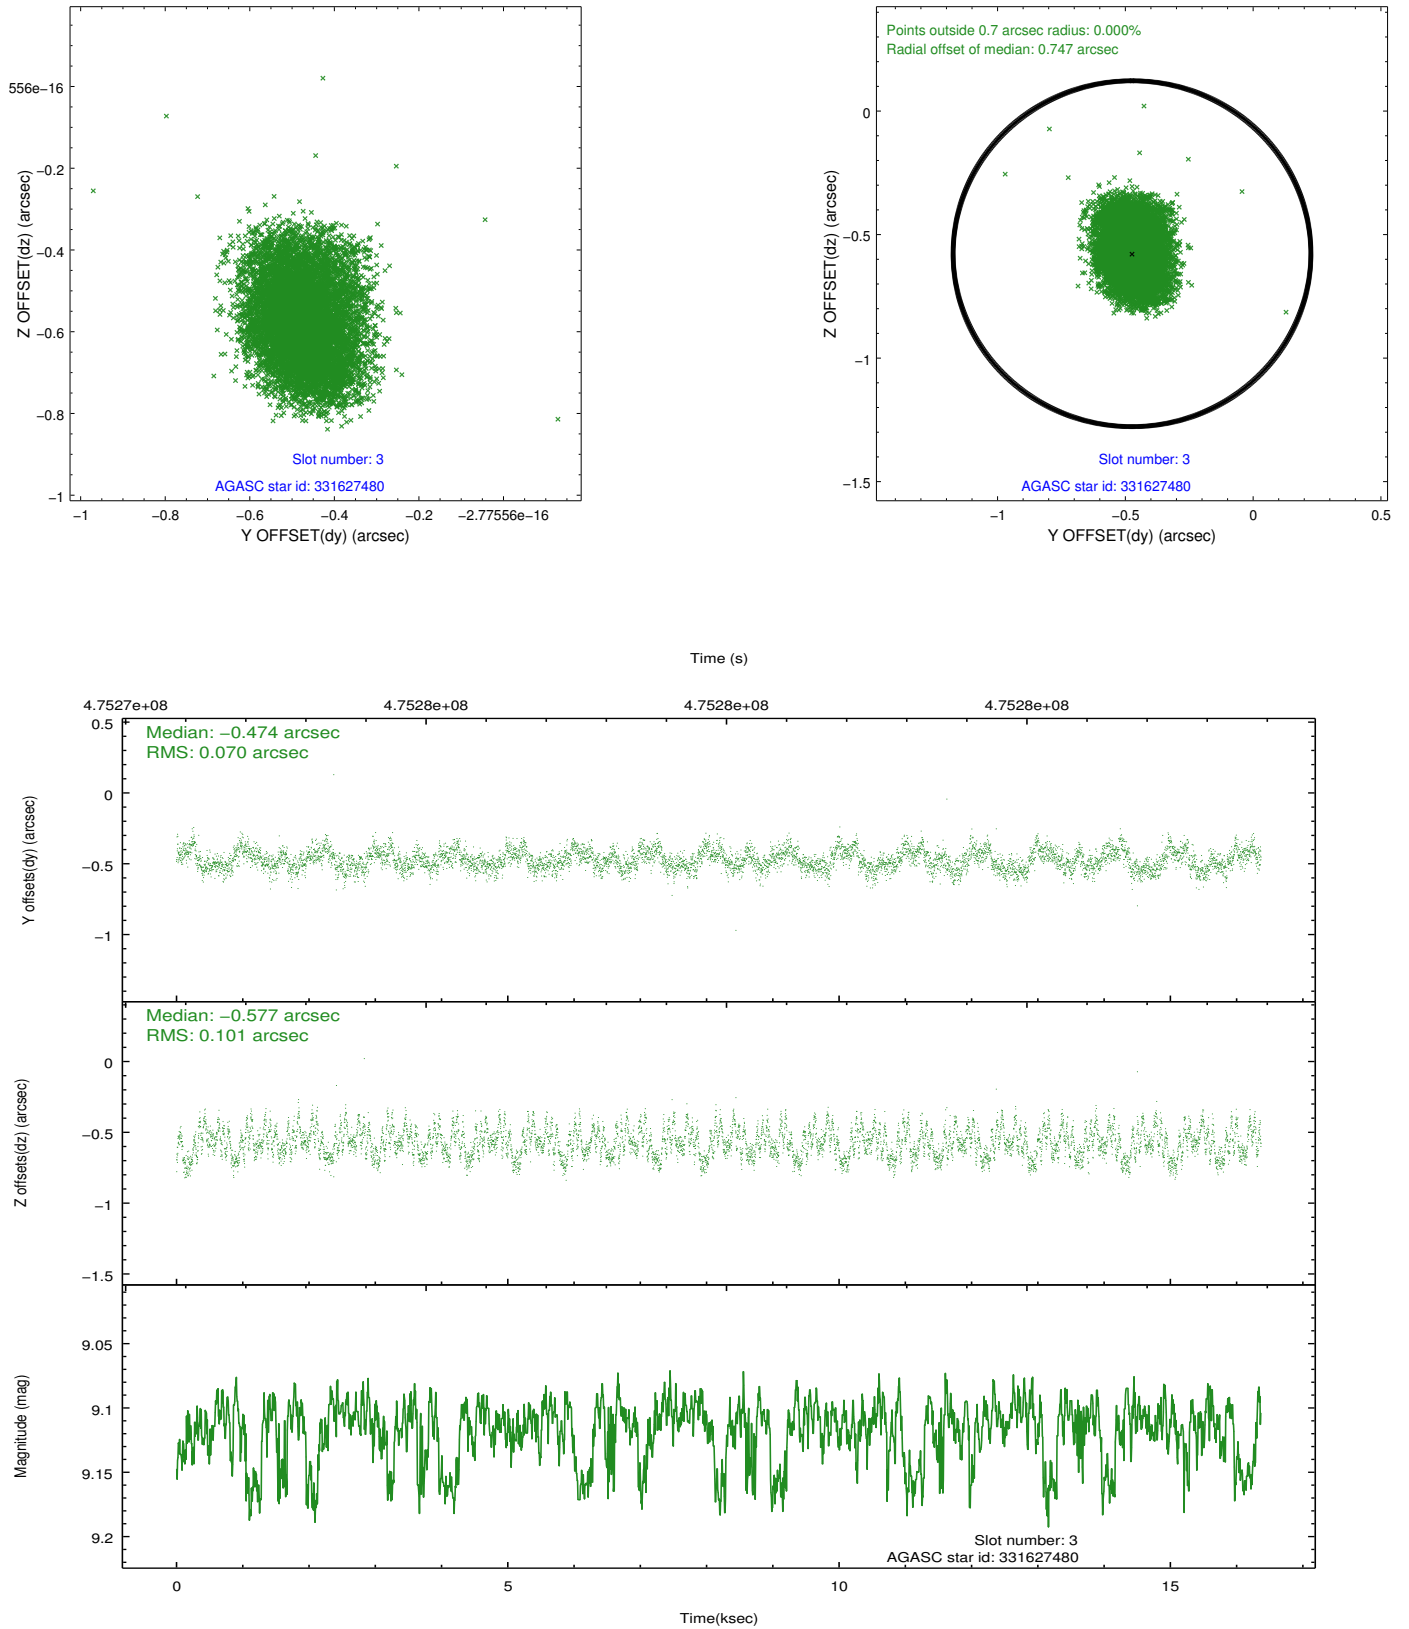 556e−16
−0.2
−0.4
−0.6
−0.8
−1
Z OFFSET(dz) (arcsec)
−1 −0.8 −0.6 −0.4 −0.2 −2.77556e−16
Y OFFSET(dy) (arcsec)
Slot number: 3
AGASC star id: 331627480
Points outside 0.7 arcsec radius: 0.000%
Radial offset of median: 0.747 arcsec
0
−0.5
−1
−1.5
Z OFFSET(dz) (arcsec)
Slot number: 3
AGASC star id: 331627480
−1 −0.5 0 0.5
Y OFFSET(dy) (arcsec)
Time (s)
4.7527e+08 4.7528e+08 4.7528e+08 4.7528e+08
Median: −0.474 arcsec
RMS: 0.070 arcsec
0.5
0
−0.5
−1
Y offsets(dy) (arcsec)
Median: −0.577 arcsec
RMS: 0.101 arcsec
0
−0.5
−1
−1.5
Z offsets(dz) (arcsec)
9.05
9.1
9.15
9.2
Magnitude (mag)
Slot number: 3
AGASC star id: 331627480
0 5 10 15
Time(ksec)